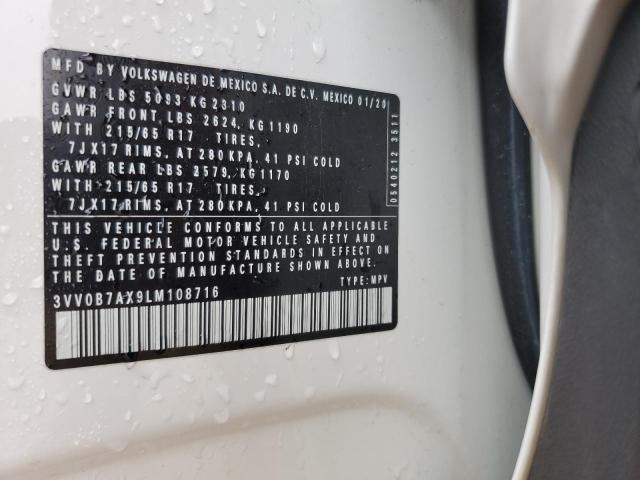 MFD BY VOLKSWAGEN DE MEXICO S.A. DE C.V. MEXICO 01/20
GVWR LBS 5093 KG 2310
GAWR FRONT LBS 2624, KG 1190
WITH 215/65 R17 TIRES,
7JX17 RIMS, AT 280 KPA, 41 PSI COLD
GAWR REAR LBS 2579, KG 1170
WITH 215/65 R17 TIRES,
7JX17 RIMS, AT 280 KPA, 41 PSI COLD
THIS VEHICLE CONFORMS TO ALL APPLICABLE
U.S. FEDERAL MOTOR VEHICLE SAFETY AND
THEFT PREVENTION STANDARDS IN EFFECT ON
THE DATE OF MANUFACTURE SHOWN ABOVE.
3VV0B7AX9LM108716 TYPE: MPV
0540212 3511